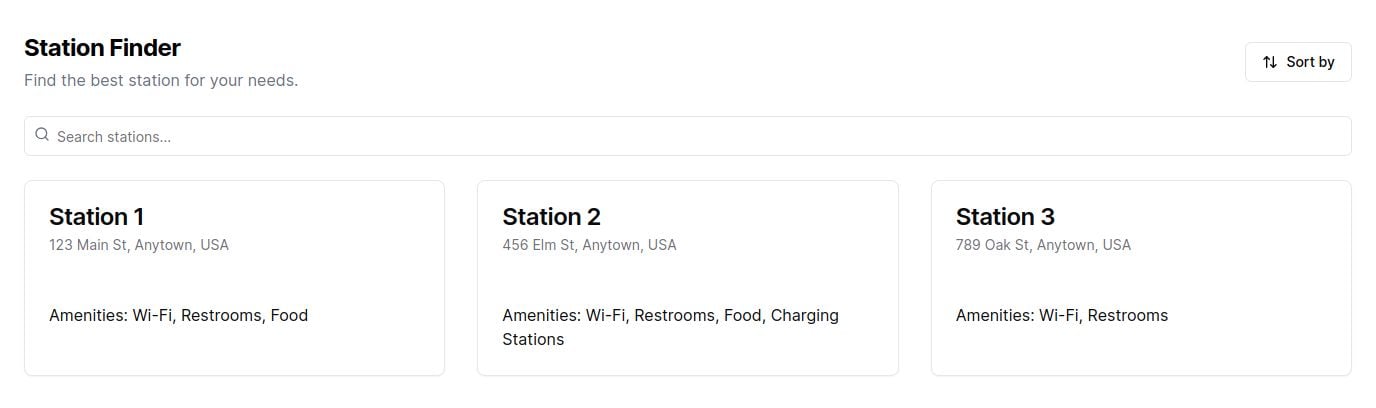 Station Finder
Find the best station for your needs.
Sort by
Search stations...
Station 1
123 Main St, Anytown, USA
Amenities: Wi-Fi, Restrooms, Food
Station 2
456 Elm St, Anytown, USA
Amenities: Wi-Fi, Restrooms, Food, Charging
Stations
Station 3
789 Oak St, Anytown, USA
Amenities: Wi-Fi, Restrooms